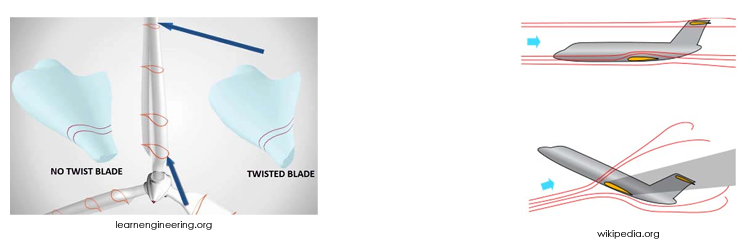 NO TWIST BLADE
TWISTED BLADE
learnengineering.org
wikipedia.org